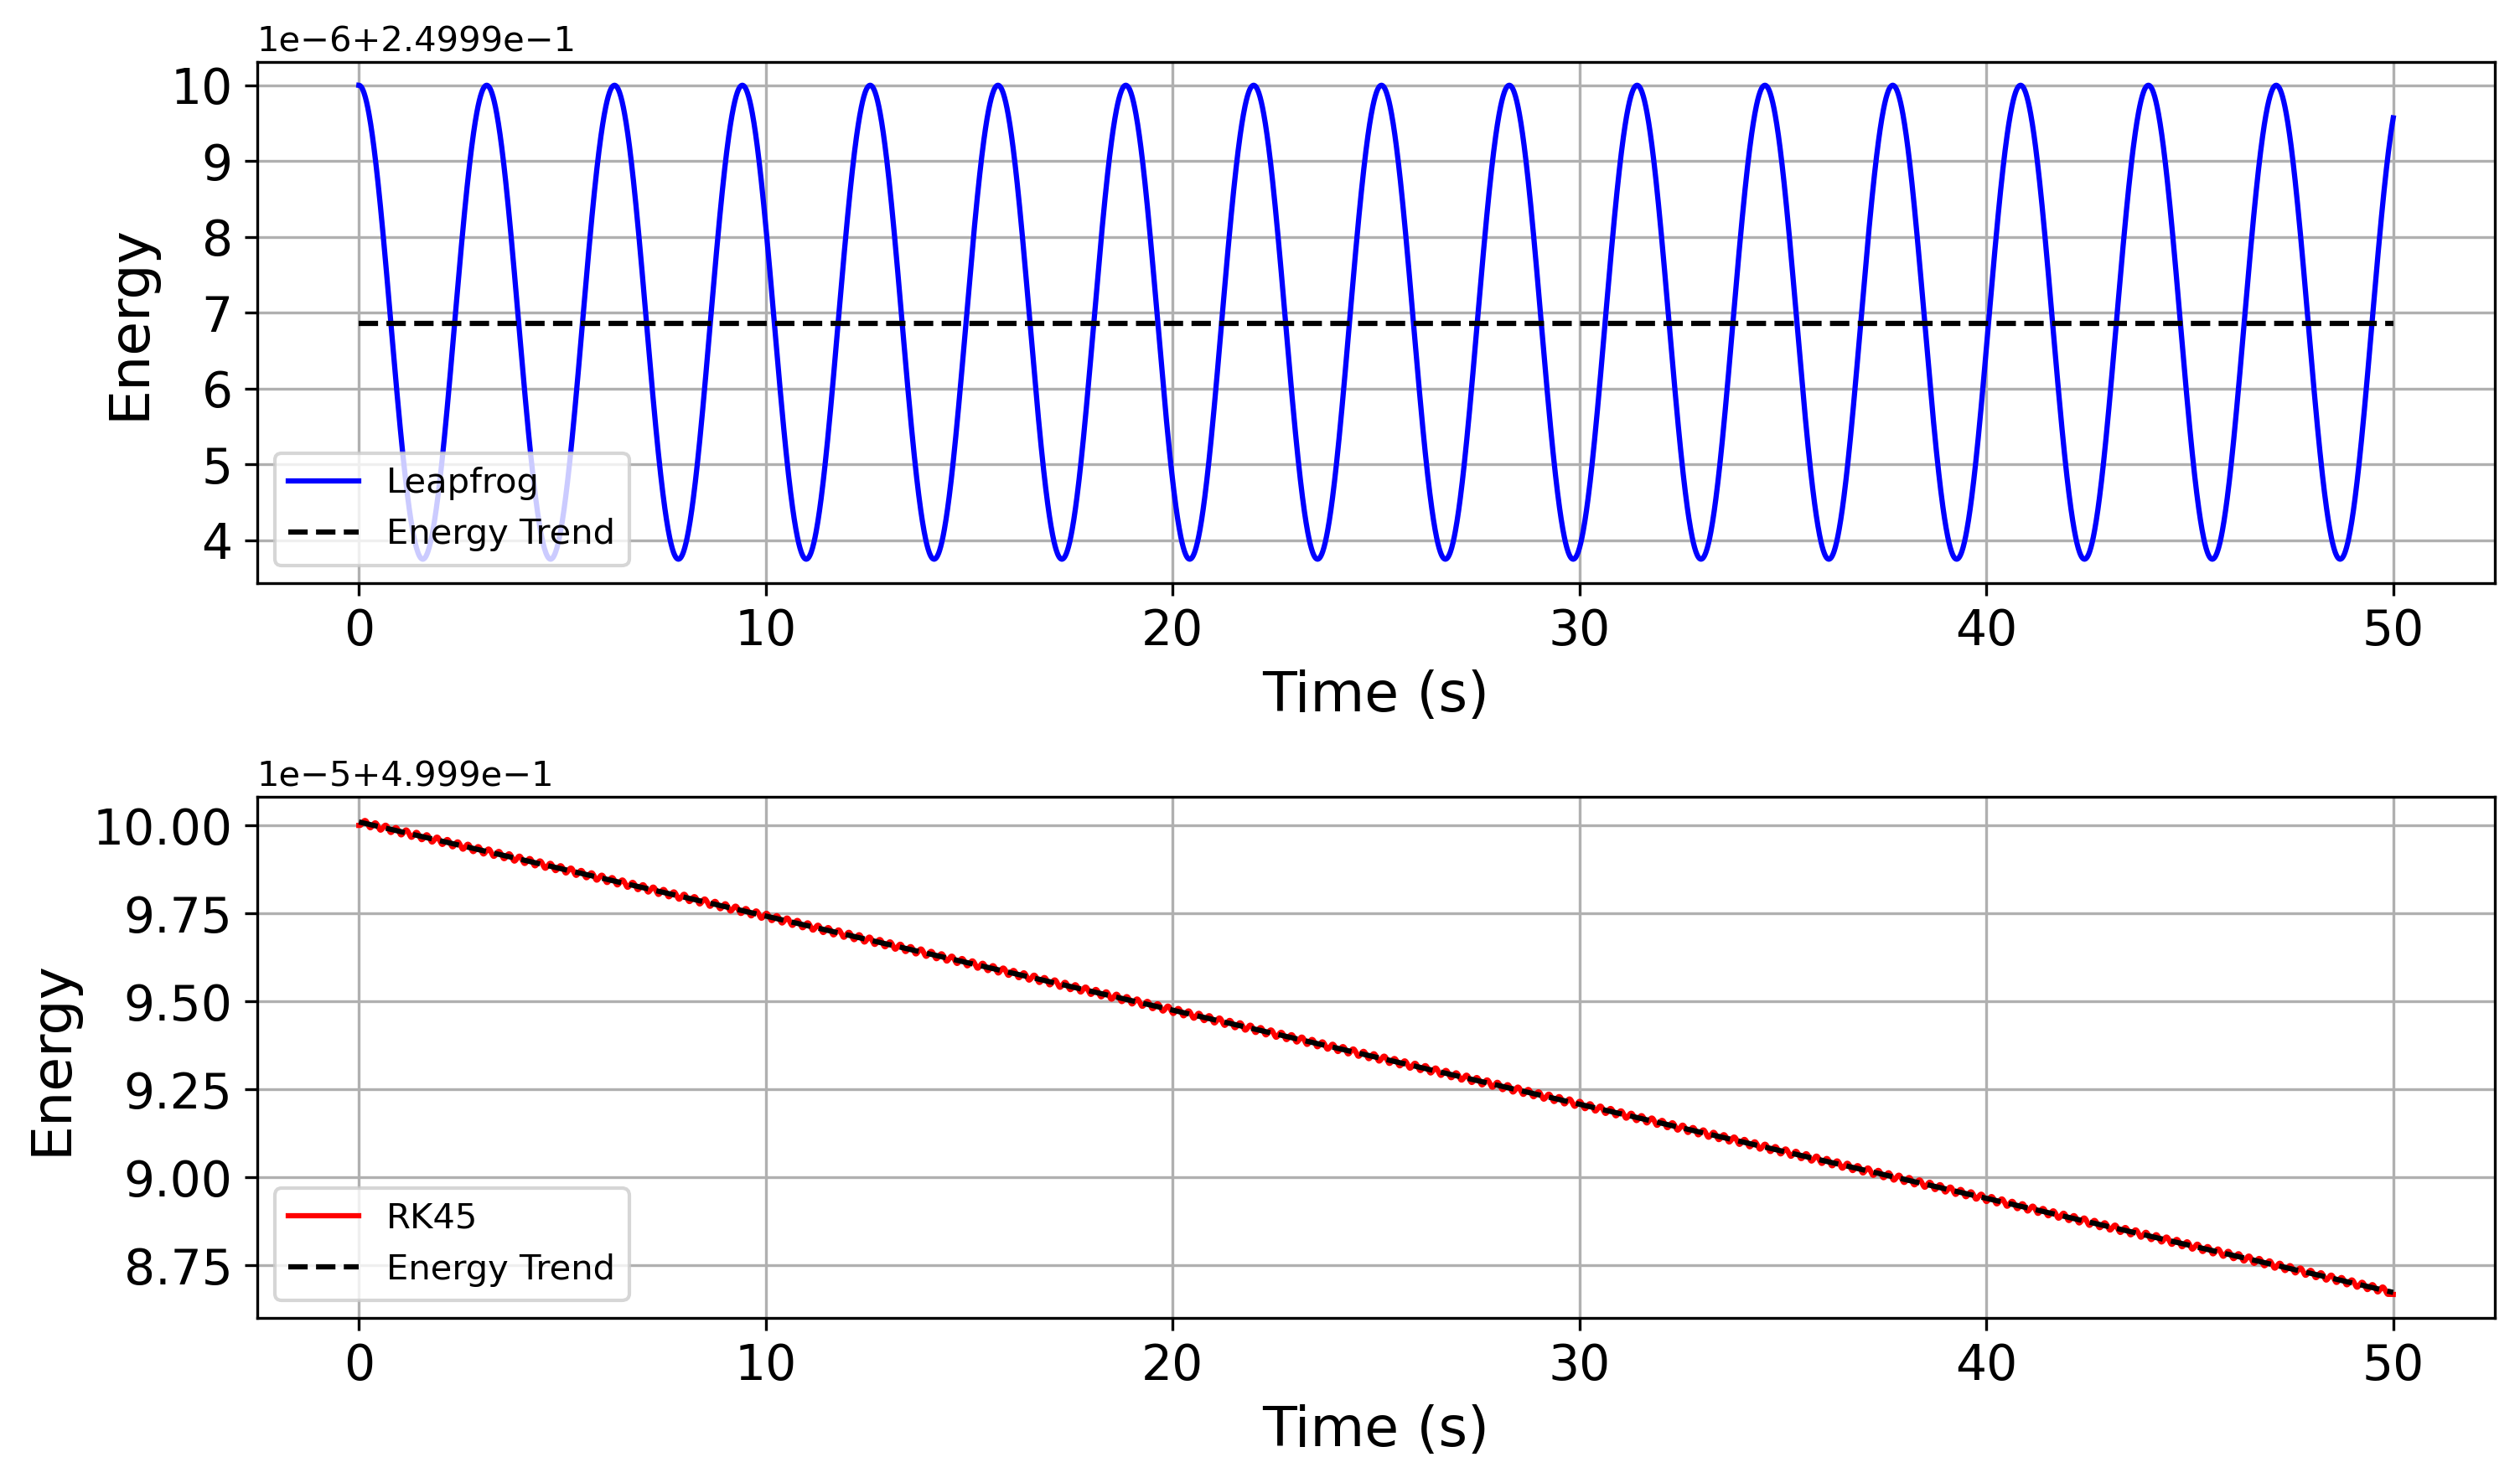 1e−6+2.4999e−1
10
9
8
7
6
5
4
Energy
Leapfrog
Energy Trend
0 10 20 30 40 50
Time (s)
1e−5+4.999e−1
10.00
9.75
9.50
9.25
9.00
8.75
Energy
RK45
Energy Trend
0 10 20 30 40 50
Time (s)